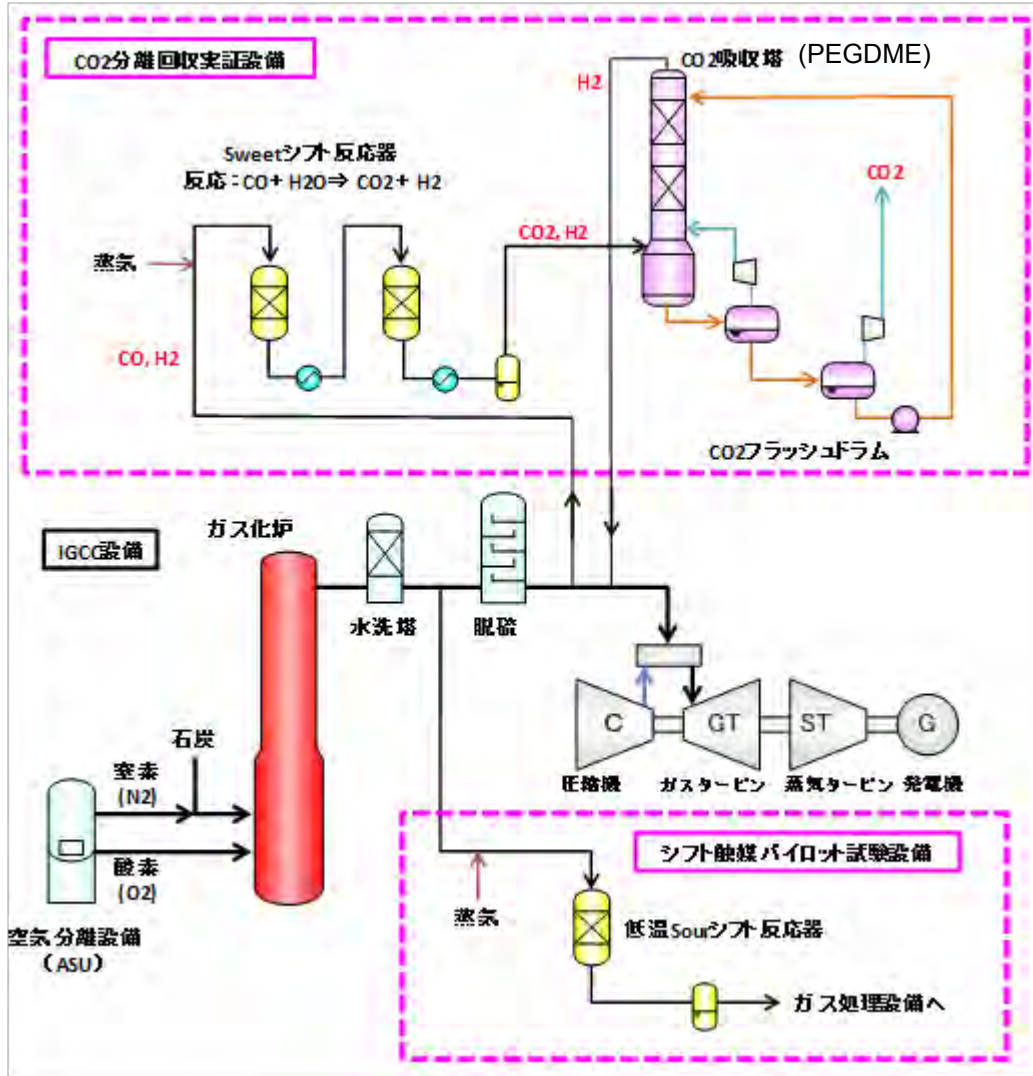 CO2分離回収実証設備
CO2吸収塔 (PEGDME)
H2
Sweetシフト反応器
反応：CO+ H2O⇒ CO2+ H2
CO2
CO2, H2
蒸気
CO, H2
CO2フラッシュドラム
IGCC設備
ガス化炉
水洗塔
脱硫
石炭
窒素
(N2)
酸素
(O2)
空気分離設備
（ASU）
C
GT
ST
G
圧縮機
ガスタービン
蒸気タービン
発電機
シフト触媒パイロット試験設備
蒸気
低温Sourシフト反応器
ガス処理設備へ